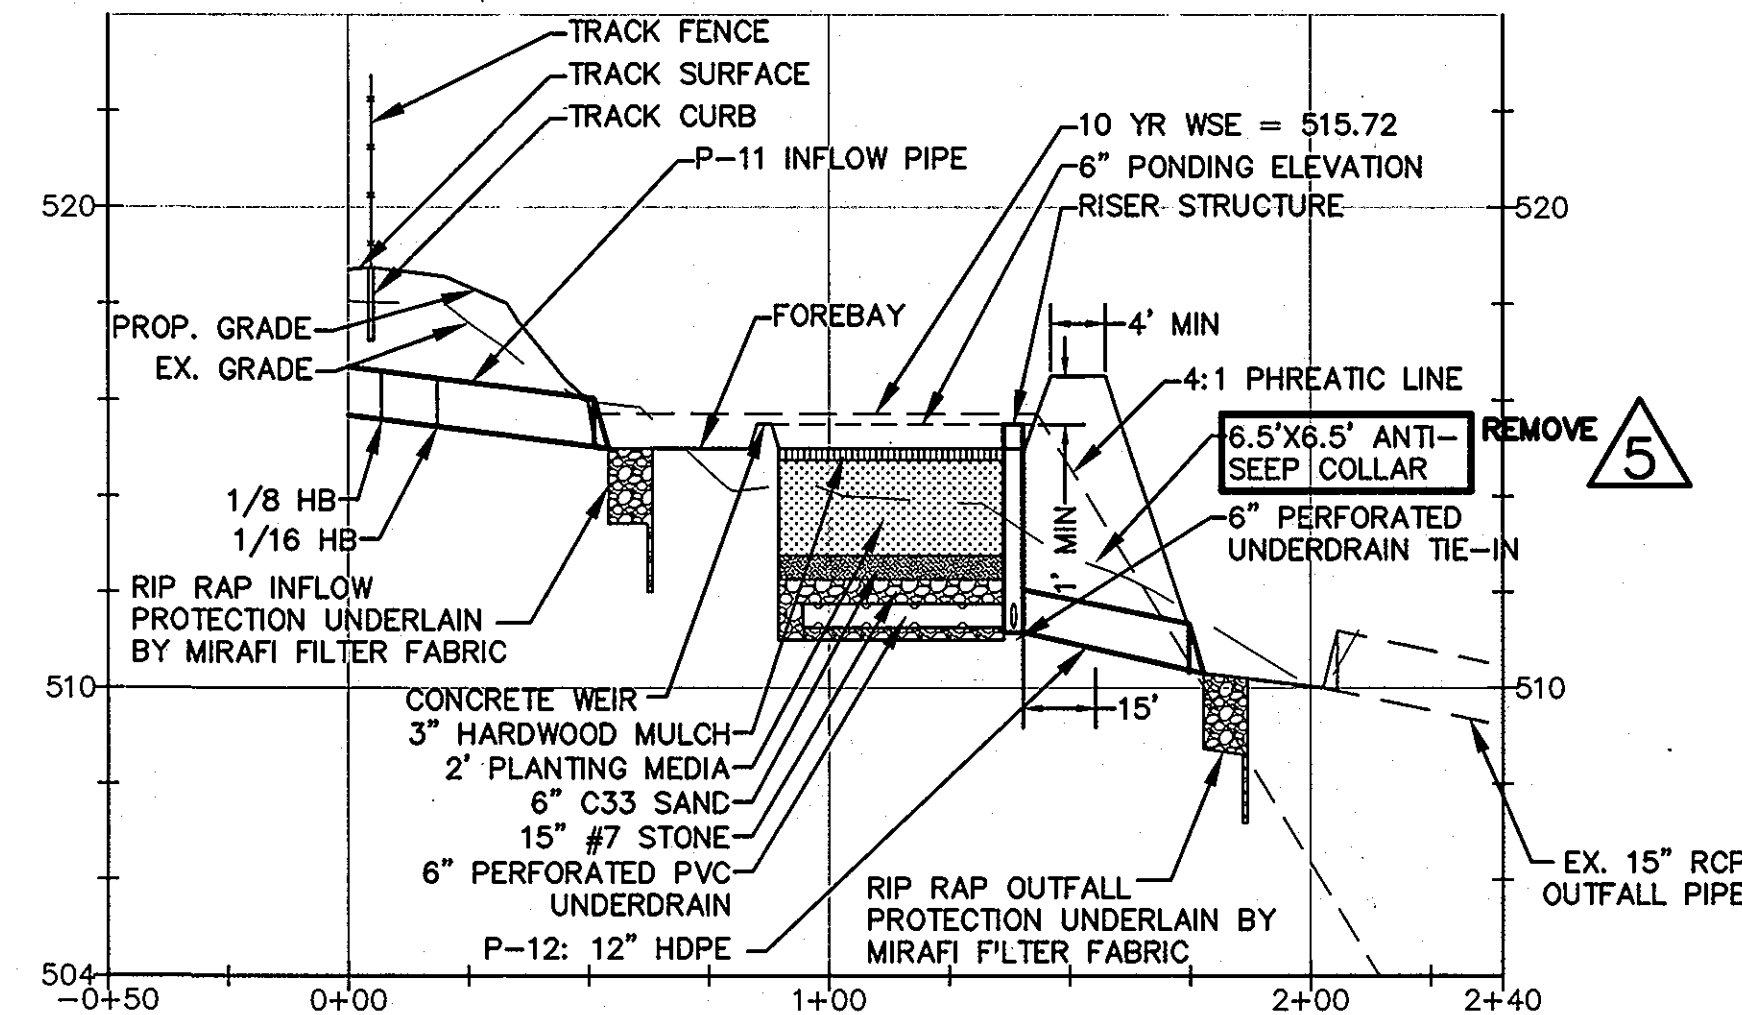 TRACK FENCE
TRACK SURFACE
TRACK CURB
P-11 INFLOW PIPE
10 YR WSE = 515.72
6" PONDING ELEVATION
RISER STRUCTURE
520
520
PROP. GRADE
EX. GRADE
FOREBAY
4' MIN
4:1 PHREATIC LINE
6.5'X6.5' ANTI-
SEEP COLLAR
REMOVE
5
1/8 HB
1/16 HB
1' MIN
6" PERFORATED
UNDERDRAIN TIE-IN
RIP RAP INFLOW
PROTECTION UNDERLAIN
BY MIRAFI FILTER FABRIC
510
510
CONCRETE WEIR
3" HARDWOOD MULCH
2' PLANTING MEDIA
6" C33 SAND
15" #7 STONE
6" PERFORATED PVC
UNDERDRAIN
P-12: 12" HDPE
15'
RIP RAP OUTFALL
PROTECTION UNDERLAIN BY
MIRAFI FILTER FABRIC
EX. 15" RCP
OUTFALL PIPE
504
-0+50
0+00
1+00
2+00
2+40